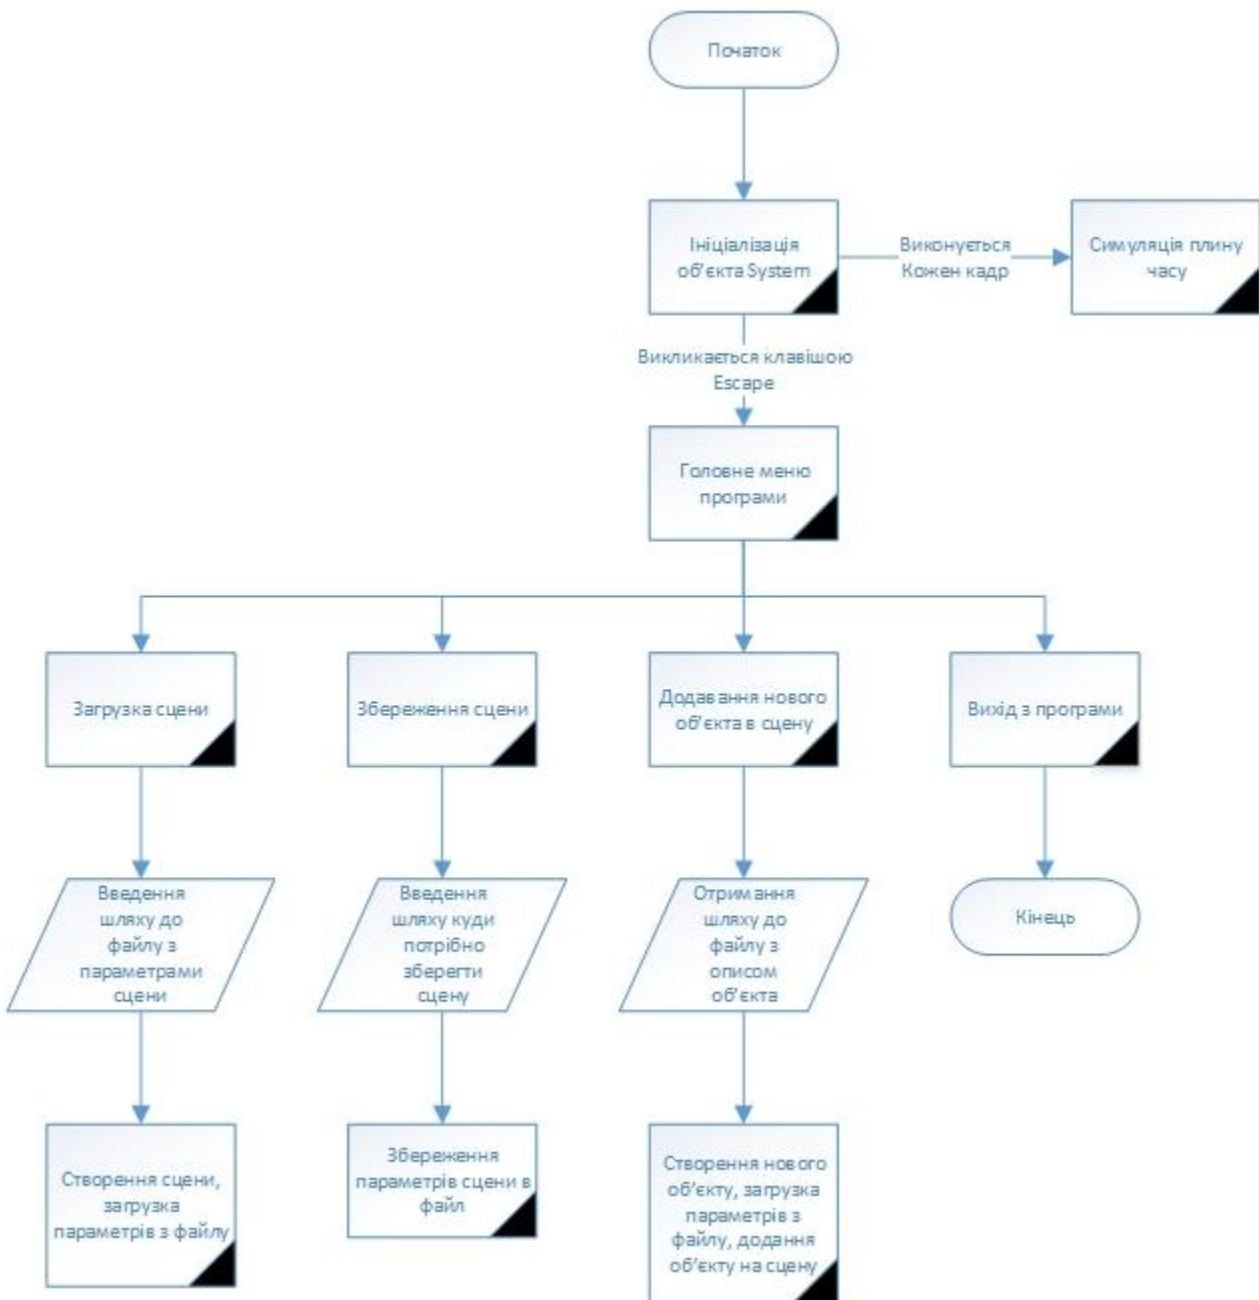 Початок
Ініціалізація
об'єкта System
Виконується
Кожен кадр
Симуляція плину
часу
Викликається клавішою
Escape
Головне меню
програми
Загрузка сцени
Збереження сцени
Додавання нового
об'єкта в сцену
Вихід з програми
Введення
шляху до
файлу з
параметрами
сцени
Введення
шляху куди
потрібно
зберегти
сцену
Отримання
шляху до
файлу з
описом
об'єкта
Кінець
Створення сцени,
загрузка
параметрів з файлу
Збереження
параметрів сцени в
файл
Створення нового
об'єкту, загрузка
параметрів з
файлу, додання
об'єкту на сцену